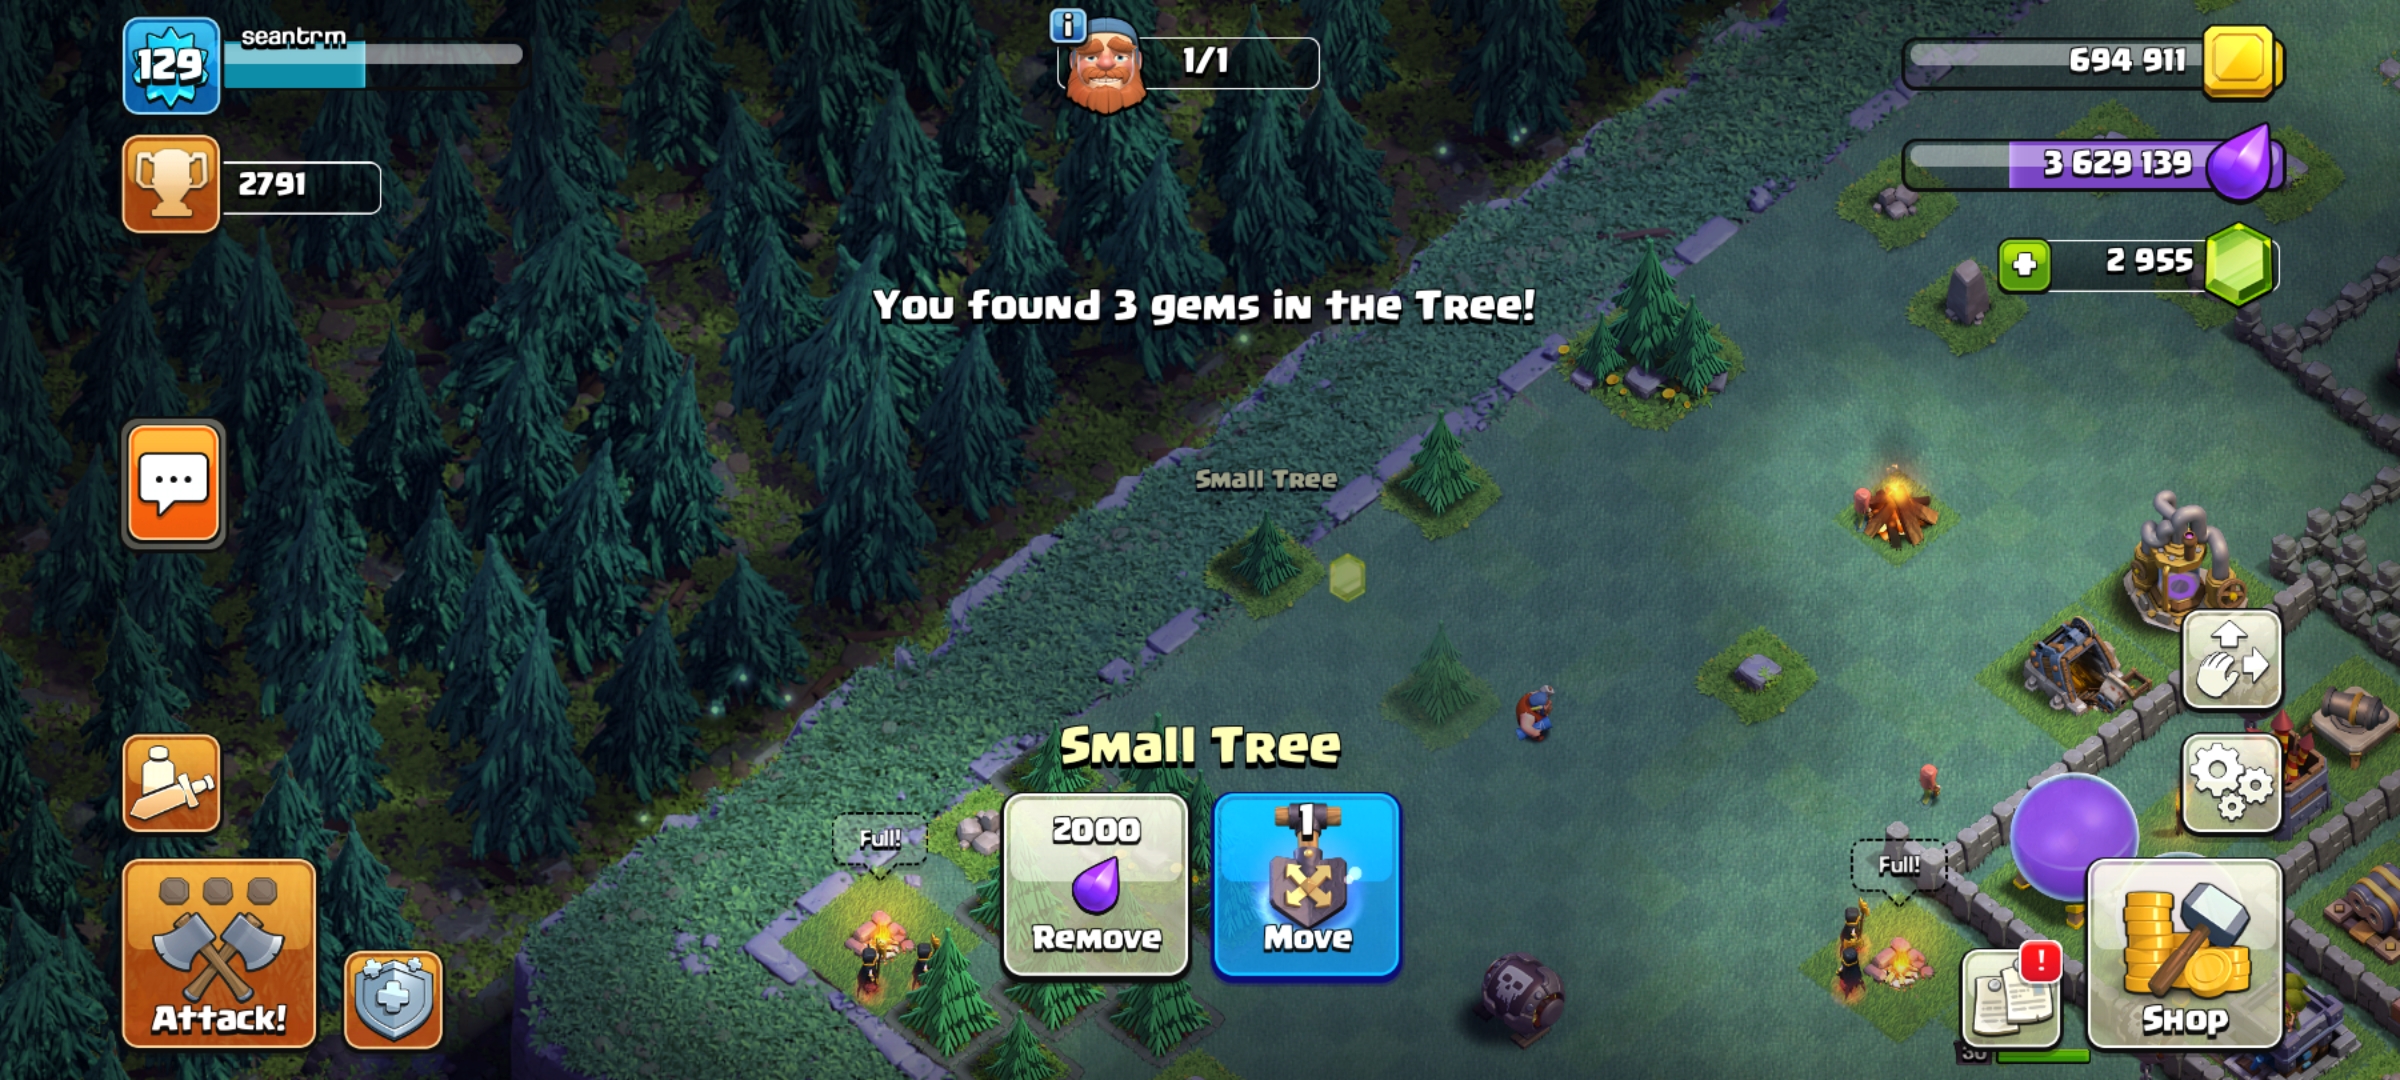 129
seantrm
1/1
694 911
2791
3 629 139
2 955
You found 3 gems in the Tree!
Small Tree
Small Tree
Full!
2000
Remove
1
Move
Full!
Attack!
!
Shop
30